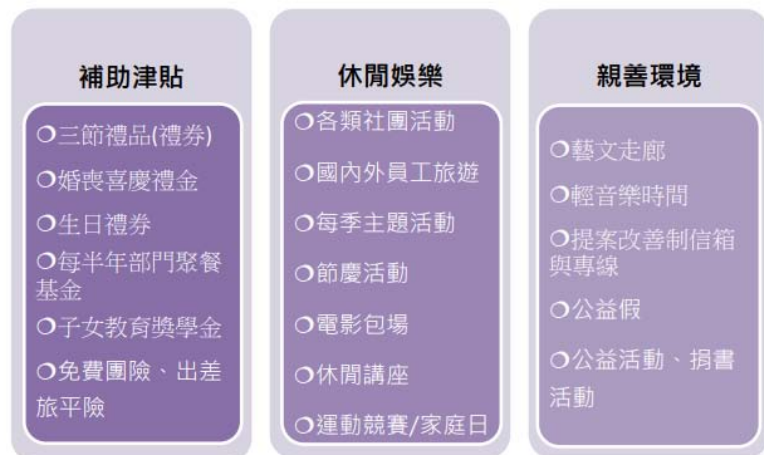 補助津貼
❍三節禮品(禮券)
❍婚喪喜慶禮金
❍生日禮券
❍每半年部門聚餐
基金
❍子女教育獎學金
❍免費團險、出差
旅平險
休閒娛樂
❍各類社團活動
❍國內外員工旅遊
❍每季主題活動
❍節慶活動
❍電影包場
❍休閒講座
❍運動競賽/家庭日
親善環境
❍藝文走廊
❍輕音樂時間
❍提案改善制信箱
與專線
❍公益假
❍公益活動、捐書
活動